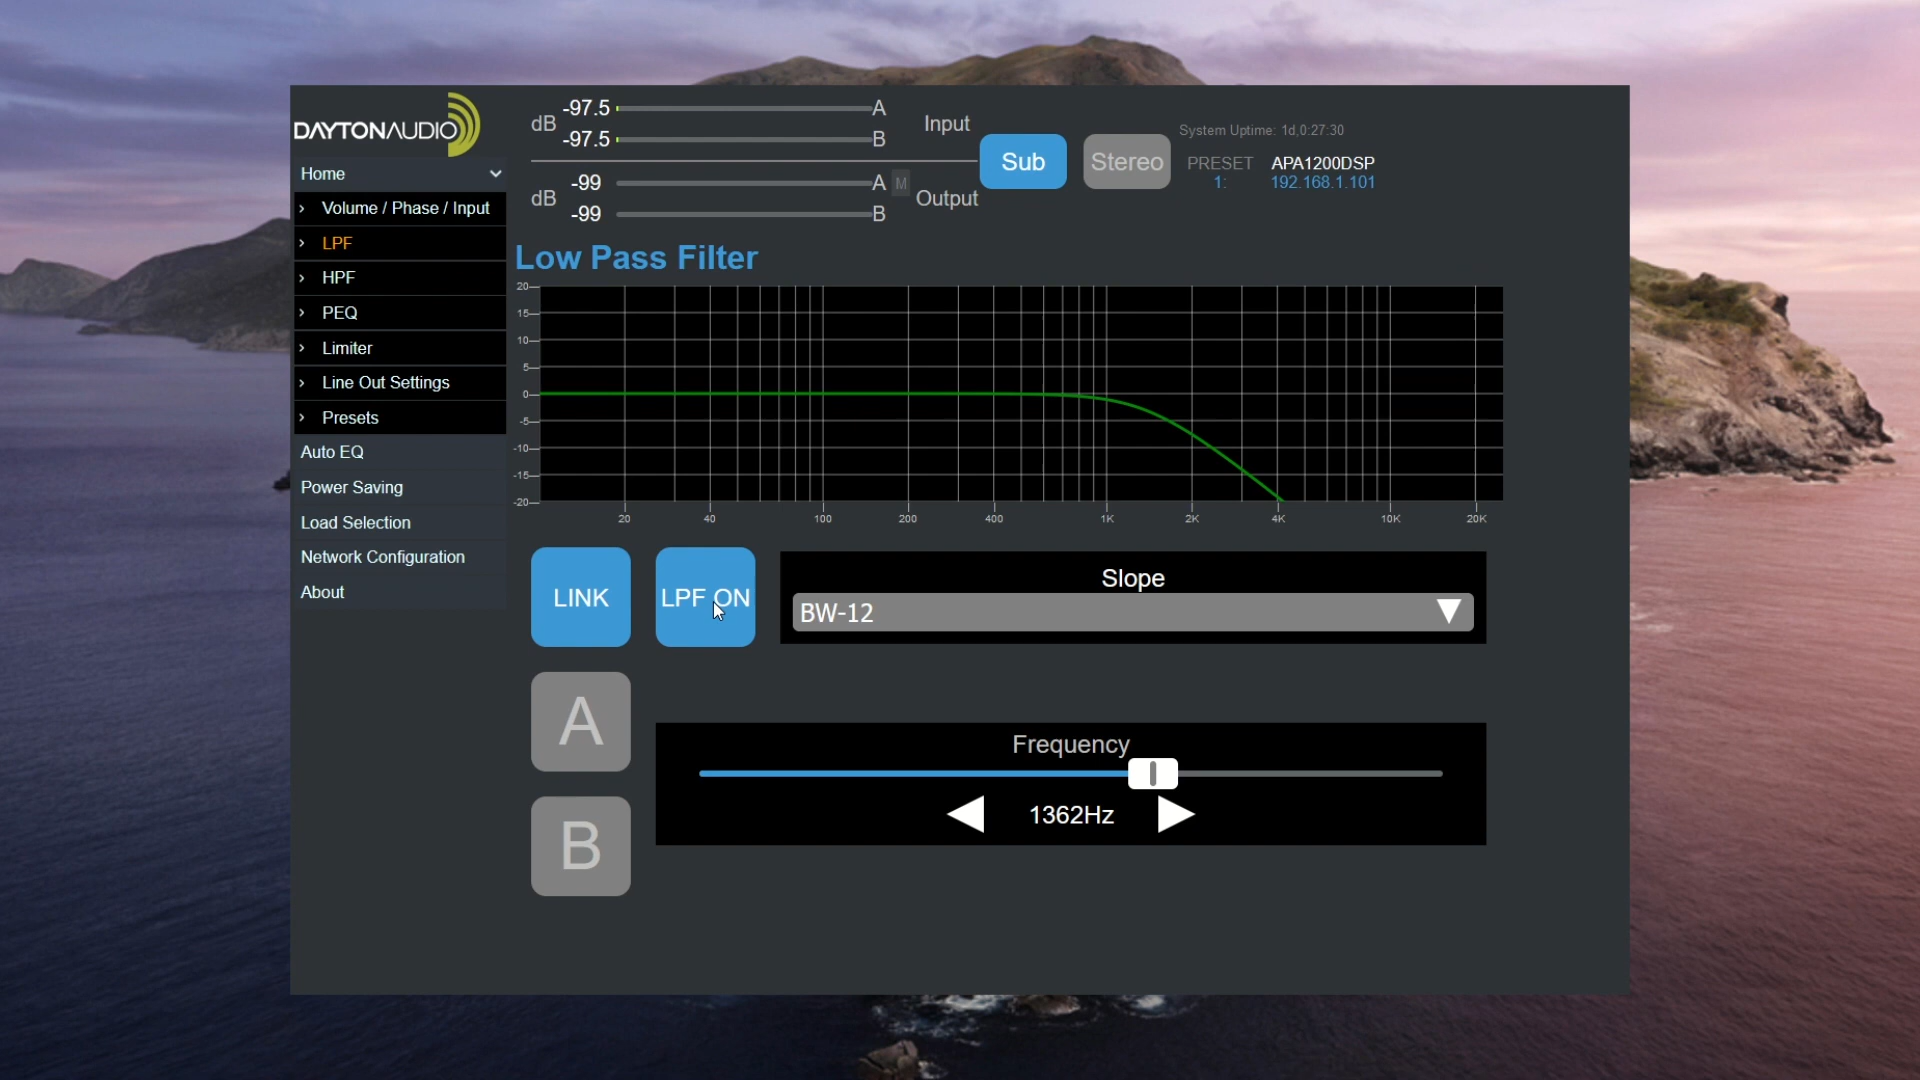 DAYTON AUDIO
Home
Volume / Phase / Input
LPF
HPF
PEQ
Limiter
Line Out Settings
Presets
Auto EQ
Power Saving
Load Selection
Network Configuration
About
dB
-97.5
A
-97.5
B
Input
dB
-99
A
M
-99
B
Output
Sub
Stereo
System Uptime: 1d,0:27:30
PRESET
1:
APA1200DSP
192.168.1.101
Low Pass Filter
20
15
10
5
0
-5
-10
-15
-20
20 40 100 200 400 1K 2K 4K 10K 20K
LINK
LPF ON
Slope
BW-12
A
B
Frequency
1362Hz